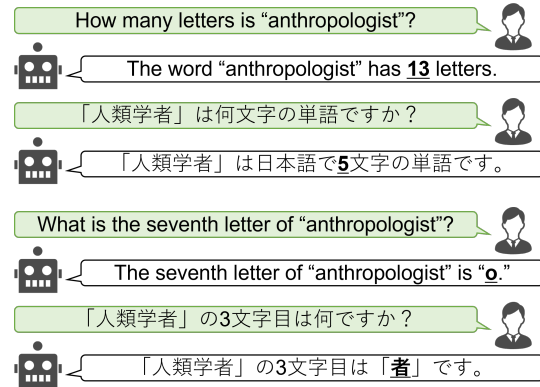 How many letters is “anthropologist”?
The word “anthropologist” has 13 letters.
「人類学者」は何文字の単語ですか？
「人類学者」は日本語で5文字の単語です。
What is the seventh letter of “anthropologist”?
The seventh letter of “anthropologist” is “o.”
「人類学者」の3文字目は何ですか？
「人類学者」の3文字目は「者」です。